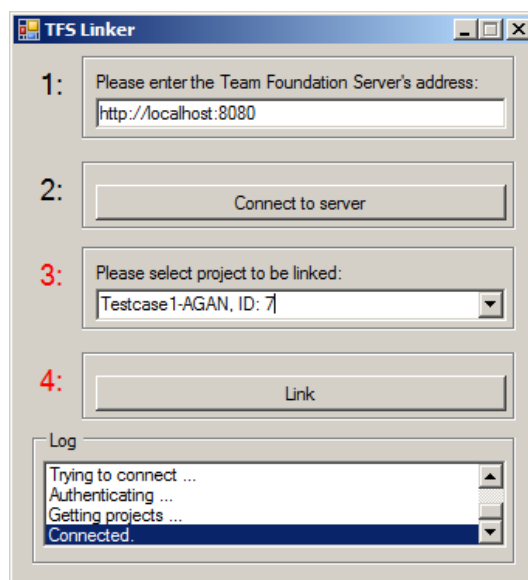 TFS Linker
1:
Please enter the Team Foundation Server's address:
http://localhost:8080
2:
Connect to server
3:
Please select project to be linked:
Testcase1-AGAN, ID: 7
4:
Link
Log
Trying to connect ...
Authenticating ...
Getting projects ...
Connected.